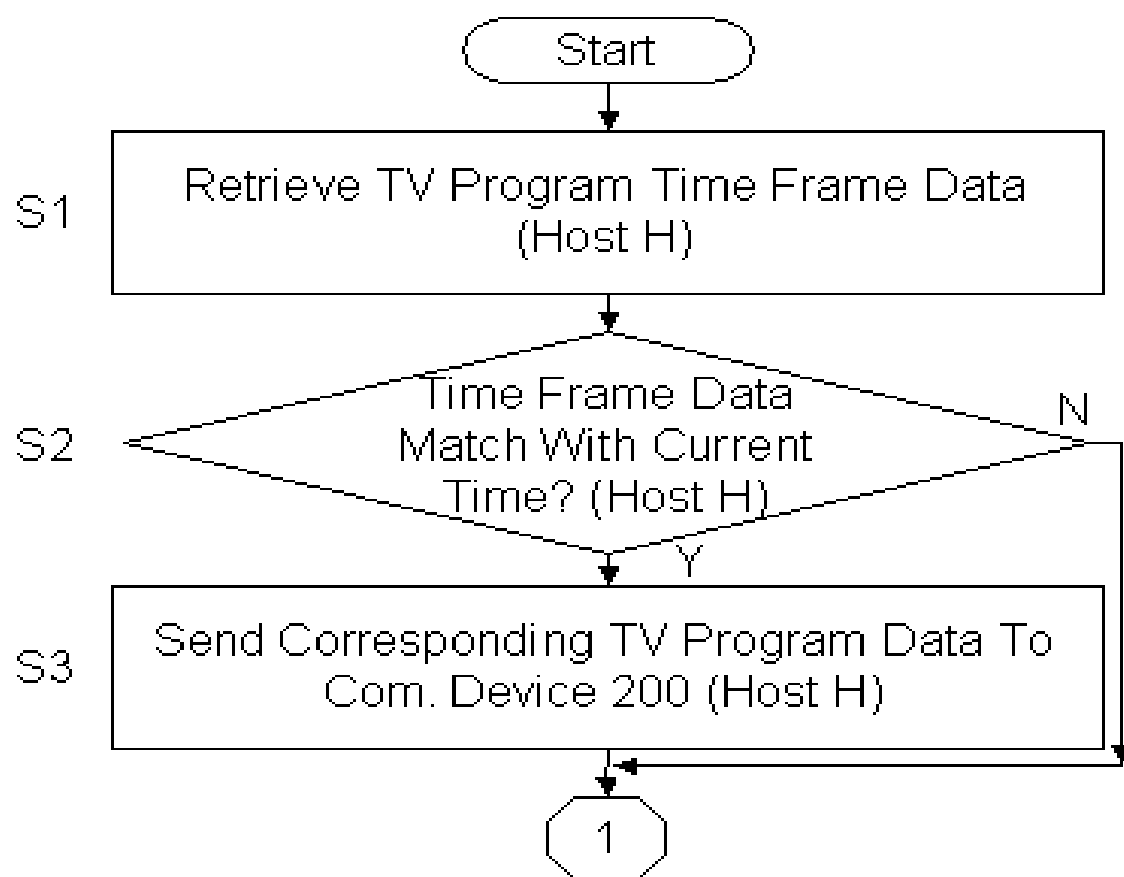 Start
S1
Retrieve TV Program Time Frame Data
(Host H)
S2
Time Frame Data
Match With Current
Time? (Host H)
N
Y
S3
Send Corresponding TV Program Data To
Com. Device 200 (Host H)
1